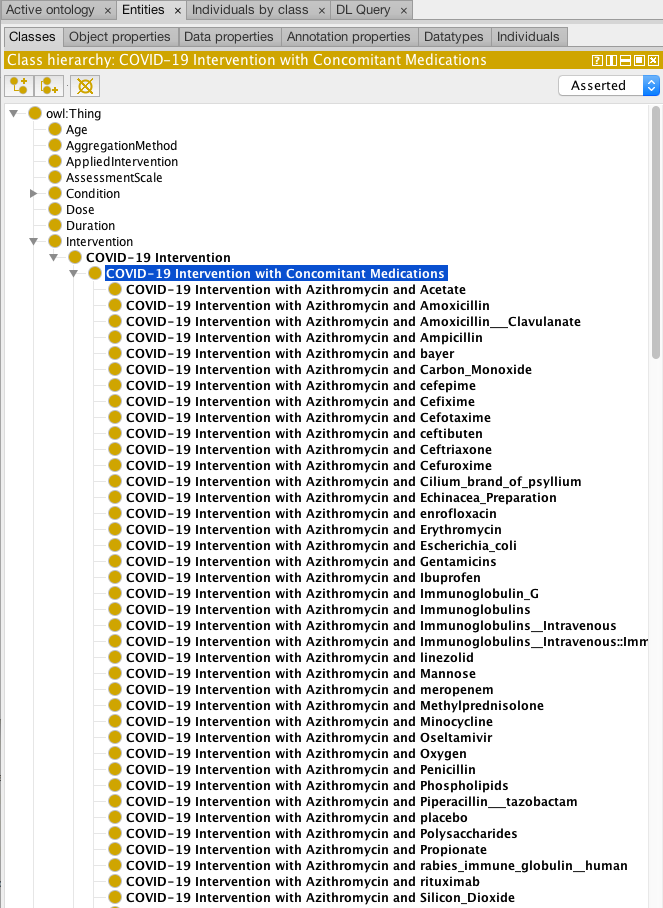 Active ontology × Entities × Individuals by class × DL Query ×
Classes Object properties Data properties Annotation properties Datatypes Individuals
Class hierarchy: COVID-19 Intervention with Concomitant Medications
Asserted
owl:Thing
Age
AggregationMethod
AppliedIntervention
AssessmentScale
Condition
Dose
Duration
Intervention
COVID-19 Intervention
COVID-19 Intervention with Concomitant Medications
COVID-19 Intervention with Azithromycin and Acetate
COVID-19 Intervention with Azithromycin and Amoxicillin
COVID-19 Intervention with Azithromycin and Amoxicillin___Clavulanate
COVID-19 Intervention with Azithromycin and Ampicillin
COVID-19 Intervention with Azithromycin and bayer
COVID-19 Intervention with Azithromycin and Carbon_Monoxide
COVID-19 Intervention with Azithromycin and cefepime
COVID-19 Intervention with Azithromycin and Cefixime
COVID-19 Intervention with Azithromycin and Cefotaxime
COVID-19 Intervention with Azithromycin and ceftibuten
COVID-19 Intervention with Azithromycin and Ceftriaxone
COVID-19 Intervention with Azithromycin and Cefuroxime
COVID-19 Intervention with Azithromycin and Cilium_brand_of_psyllium
COVID-19 Intervention with Azithromycin and Echinacea_Preparation
COVID-19 Intervention with Azithromycin and enrofloxacin
COVID-19 Intervention with Azithromycin and Erythromycin
COVID-19 Intervention with Azithromycin and Escherichia_coli
COVID-19 Intervention with Azithromycin and Gentamicins
COVID-19 Intervention with Azithromycin and Ibuprofen
COVID-19 Intervention with Azithromycin and Immunoglobulin_G
COVID-19 Intervention with Azithromycin and Immunoglobulins
COVID-19 Intervention with Azithromycin and Immunoglobulins__Intravenous
COVID-19 Intervention with Azithromycin and Immunoglobulins__Intravenous::Imm
COVID-19 Intervention with Azithromycin and linezolid
COVID-19 Intervention with Azithromycin and Mannose
COVID-19 Intervention with Azithromycin and meropenem
COVID-19 Intervention with Azithromycin and Methylprednisolone
COVID-19 Intervention with Azithromycin and Minocycline
COVID-19 Intervention with Azithromycin and Oseltamivir
COVID-19 Intervention with Azithromycin and Oxygen
COVID-19 Intervention with Azithromycin and Penicillin
COVID-19 Intervention with Azithromycin and Phospholipids
COVID-19 Intervention with Azithromycin and Piperacillin___tazobactam
COVID-19 Intervention with Azithromycin and placebo
COVID-19 Intervention with Azithromycin and Polysaccharides
COVID-19 Intervention with Azithromycin and Propionate
COVID-19 Intervention with Azithromycin and rabies_immune_globulin__human
COVID-19 Intervention with Azithromycin and rituximab
COVID-19 Intervention with Azithromycin and Silicon_Dioxide